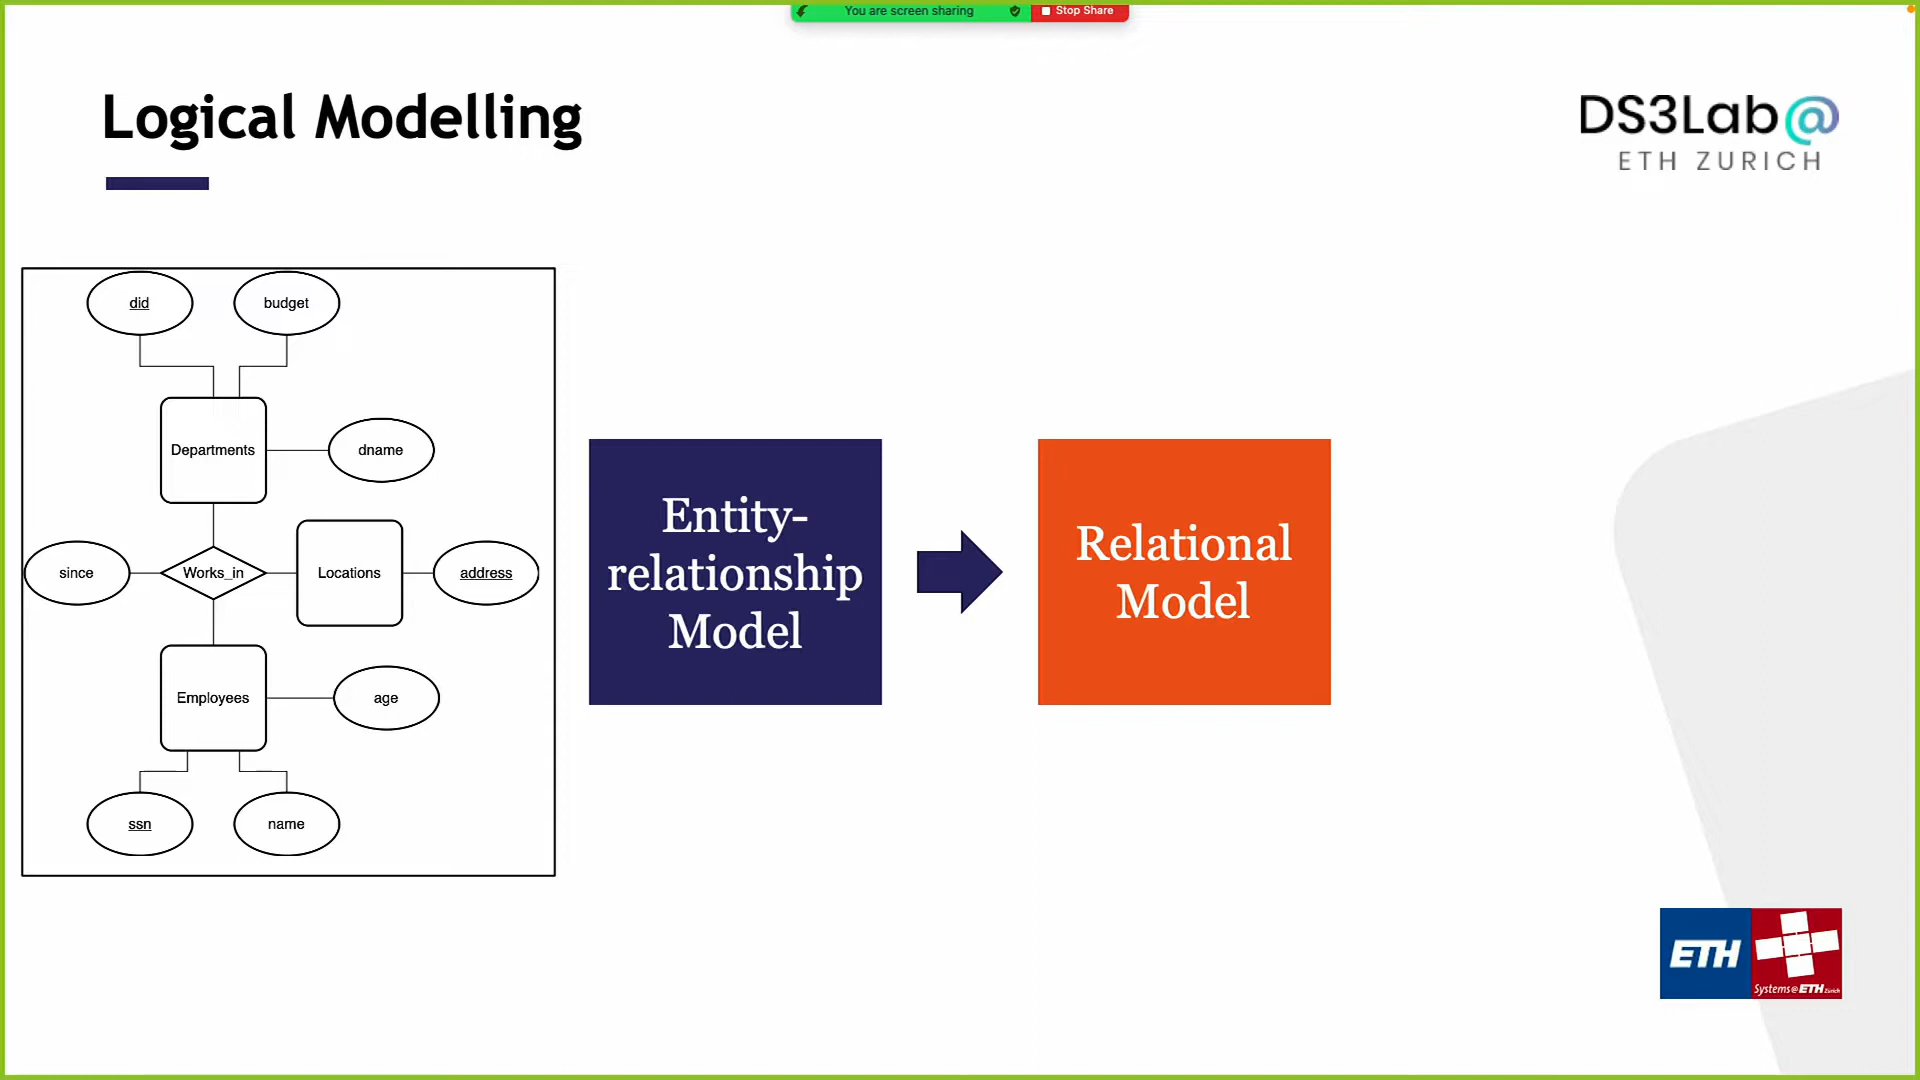 You are screen sharing
Stop Share
Logical Modelling
DS3Lab@
ETH ZURICH
did
budget
Departments
dname
since
Works_in
Locations
address
Employees
age
ssn
name
Entity-
relationship
Model
Relational
Model
ETH
Systems@ETH Zürich